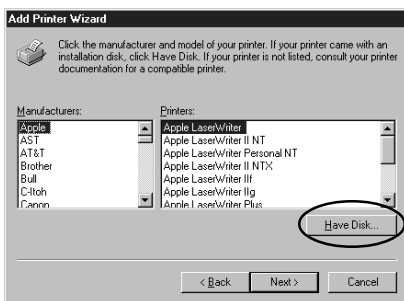 Add Printer Wizard
Click the manufacturer and model of your printer. If your printer came with an
installation disk, click Have Disk. If your printer is not listed, consult your printer
documentation for a compatible printer.
Manufacturers:
Apple
AST
AT&T
Brother
Bull
C-Itoh
Canon
Printers:
Apple LaserWriter
Apple LaserWriter II NT
Apple LaserWriter Personal NT
Apple LaserWriter II NTX
Apple LaserWriter IIf
Apple LaserWriter IIg
Apple LaserWriter Plus
Have Disk...
< Back
Next >
Cancel